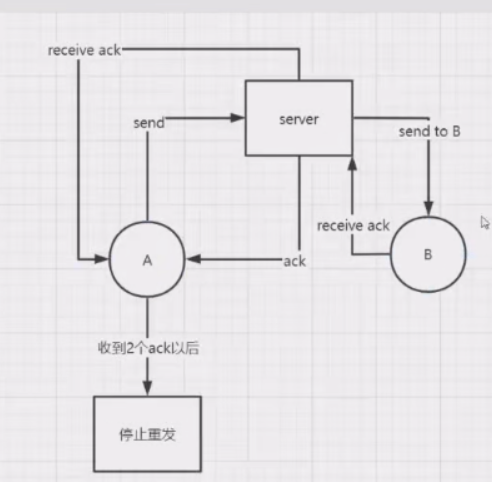 receive ack
send
server
send to B
receive ack
A
ack
B
收到2个ack以后
停止重发